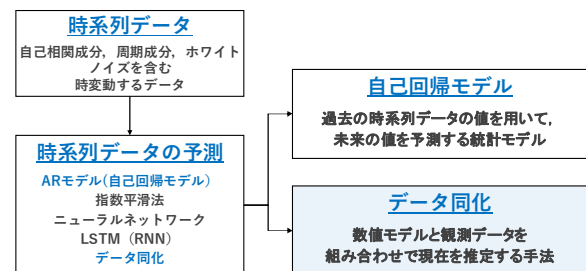 時系列データ
自己相関成分，周期成分，ホワイト
ノイズを含む
時変動するデータ
時系列データの予測
ARモデル(自己回帰モデル)
指数平滑法
ニューラルネットワーク
LSTM（RNN）
データ同化
自己回帰モデル
過去の時系列データの値を用いて，
未来の値を予測する統計モデル
データ同化
数値モデルと観測データを
組み合わせで現在を推定する手法